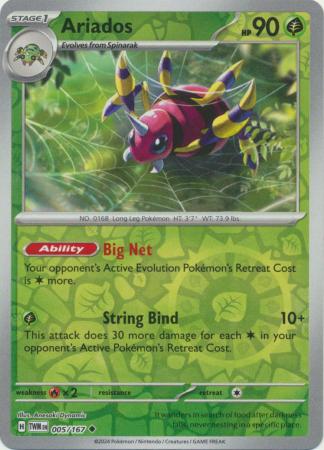 STAGE 1
Ariados
HP 90
Evolves from Spinarak
NO. 0168 Long Leg Pokémon HT: 3'7" WT: 73.9 lbs.
Ability Big Net
Your opponent's Active Evolution Pokémon's Retreat Cost
is more.
String Bind 10+
This attack does 30 more damage for each in your
opponent's Active Pokémon's Retreat Cost.
weakness ×2 resistance retreat
Illus. Anesaki Dynamic
H TWM EN 005/167
It spends nights in search of food after darkness
falls, never nesting in a specific place.
©2024 Pokémon / Nintendo / Creatures / GAME FREAK